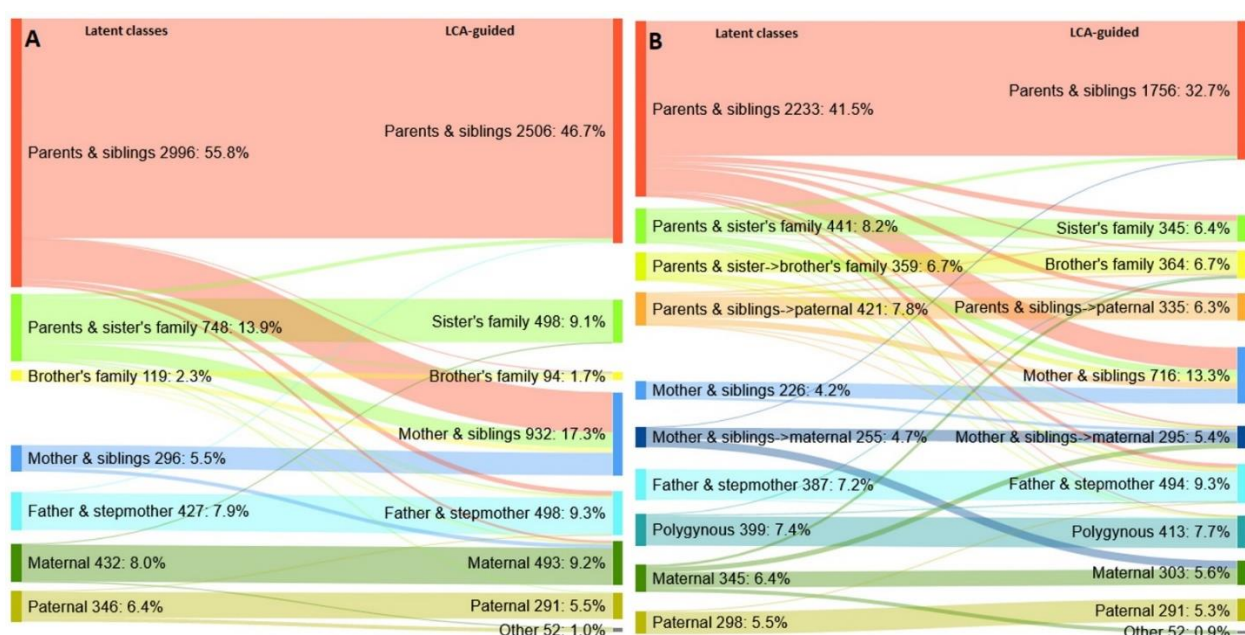 A
Latent classes
LCA-guided
Parents & siblings 2996: 55.8%
Parents & siblings 2506: 46.7%
Parents & sister's family 748: 13.9%
Sister's family 498: 9.1%
Brother's family 119: 2.3%
Brother's family 94: 1.7%
Mother & siblings 932: 17.3%
Mother & siblings 296: 5.5%
Father & stepmother 427: 7.9%
Father & stepmother 498: 9.3%
Maternal 432: 8.0%
Maternal 493: 9.2%
Paternal 346: 6.4%
Paternal 291: 5.5%
Other 52: 1.0%
B
Latent classes
LCA-guided
Parents & siblings 2233: 41.5%
Parents & siblings 1756: 32.7%
Parents & sister's family 441: 8.2%
Sister's family 345: 6.4%
Parents & sister->brother's family 359: 6.7%
Brother's family 364: 6.7%
Parents & siblings->paternal 421: 7.8%
Parents & siblings->paternal 335: 6.3%
Mother & siblings 716: 13.3%
Mother & siblings 226: 4.2%
Mother & siblings->maternal 255: 4.7%
Mother & siblings->maternal 295: 5.4%
Father & stepmother 387: 7.2%
Father & stepmother 494: 9.3%
Polygynous 399: 7.4%
Polygynous 413: 7.7%
Maternal 345: 6.4%
Maternal 303: 5.6%
Paternal 298: 5.5%
Paternal 291: 5.3%
Other 52: 0.9%